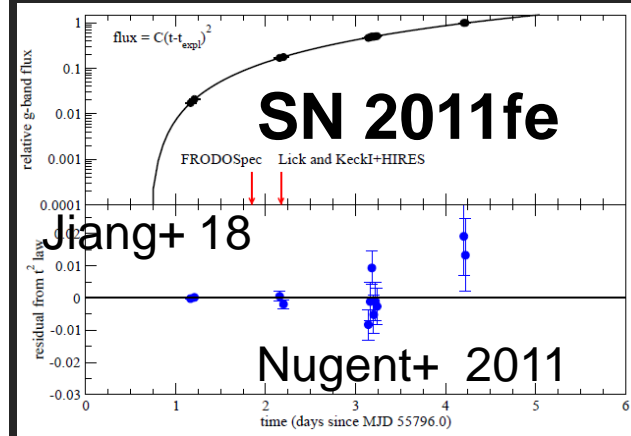 1
flux = C(t-t_expl)^2
0.1
0.01
SN 2011fe
0.001
FRODOSpec Lick and KeckI+HIRES
relative g-band flux
0.0001
Jiang+ 18
0.01
0
-0.01
-0.02
-0.03
residual from t^2 law
Nugent+ 2011
0 1 2 3 4 5 6
time (days since MJD 55796.0)